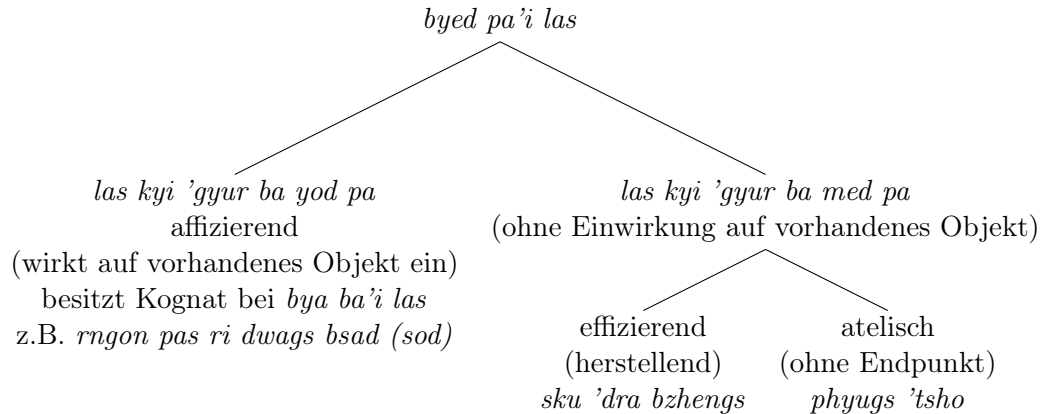 byed pa’i las
las kyi ’gyur ba yod pa
affizierend
(wirkt auf vorhandenes Objekt ein)
besitzt Kognat bei bya ba’i las
z.B. rngon pas ri dwags bsad (sod)
las kyi ’gyur ba med pa
(ohne Einwirkung auf vorhandenes Objekt)
effizierend
(herstellend)
sku ’dra bzhengs
atelisch
(ohne Endpunkt)
phyugs ’tsho